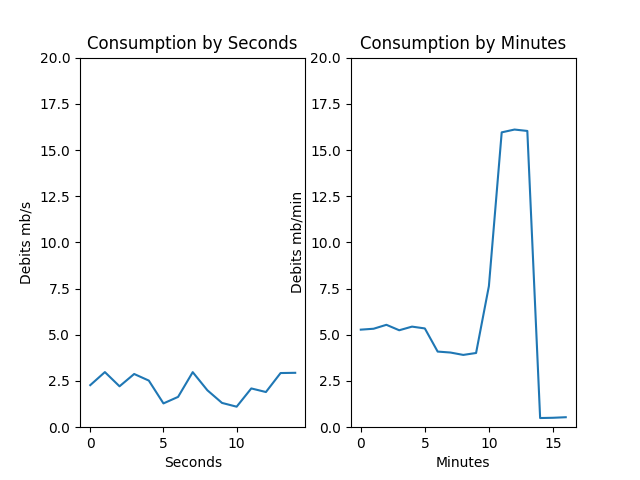 Consumption by Seconds
20.0
17.5
15.0
12.5
10.0
7.5
5.0
2.5
0.0
Debits mb/s
0 5 10
Seconds
Consumption by Minutes
20.0
17.5
15.0
12.5
10.0
7.5
5.0
2.5
0.0
Debits mb/min
0 5 10 15
Minutes